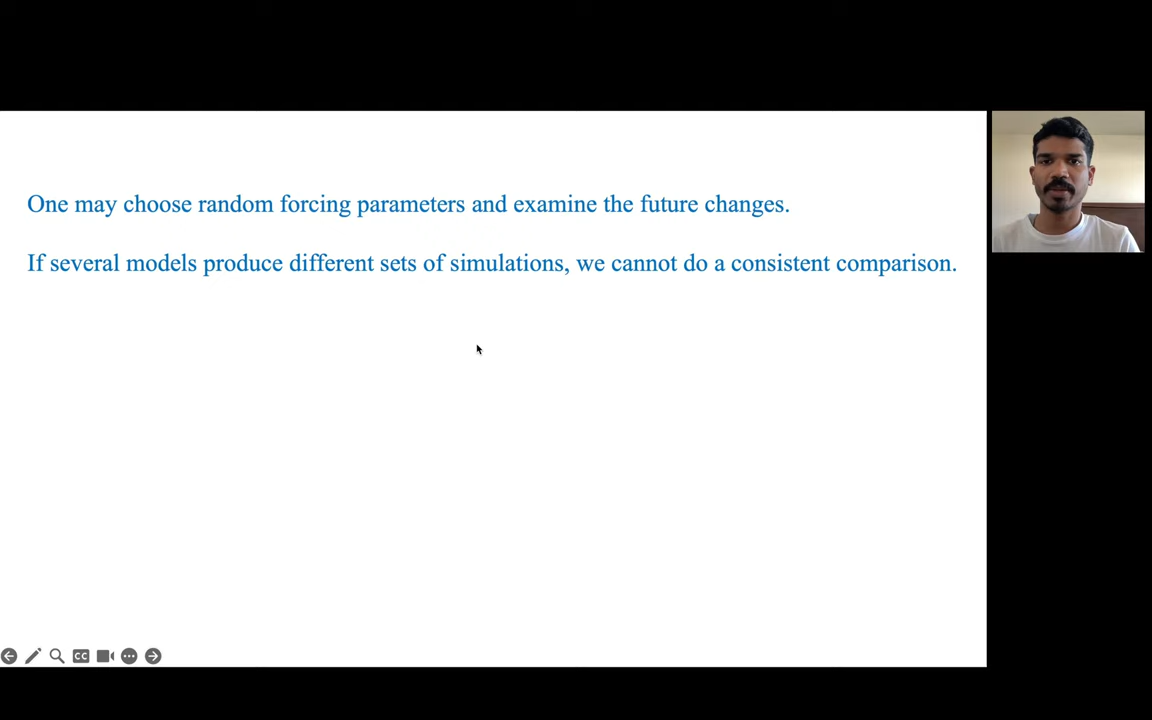 One may choose random forcing parameters and examine the future changes.
If several models produce different sets of simulations, we cannot do a consistent comparison.
CC